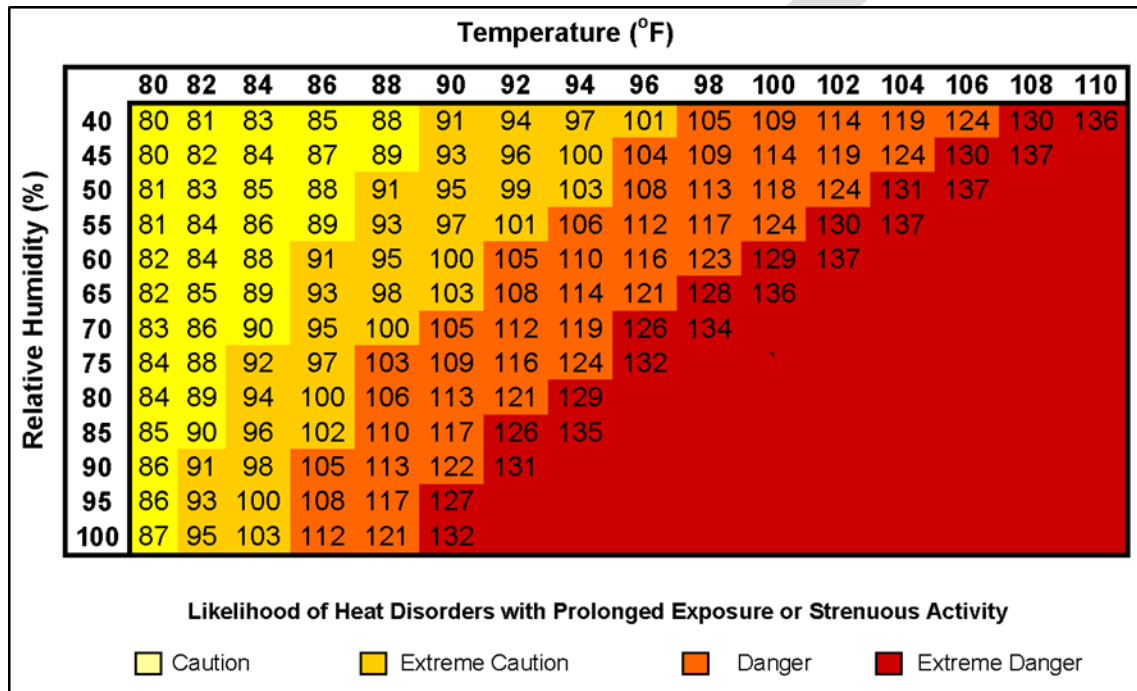 Temperature (°F)
80 82 84 86 88 90 92 94 96 98 100 102 104 106 108 110
Relative Humidity (%)
40 80 81 83 85 88 91 94 97 101 105 109 114 119 124 130 136
45 80 82 84 87 89 93 96 100 104 109 114 119 124 130 137
50 81 83 85 88 91 95 99 103 108 113 118 124 131 137
55 81 84 86 89 93 97 101 106 112 117 124 130 137
60 82 84 88 91 95 100 105 110 116 123 129 137
65 82 85 89 93 98 103 108 114 121 128 136
70 83 86 90 95 100 105 112 119 126 134
75 84 88 92 97 103 109 116 124 132 `
80 84 89 94 100 106 113 121 129
85 85 90 96 102 110 117 126 135
90 86 91 98 105 113 122 131
95 86 93 100 108 117 127
100 87 95 103 112 121 132
Likelihood of Heat Disorders with Prolonged Exposure or Strenuous Activity
Caution Extreme Caution Danger Extreme Danger